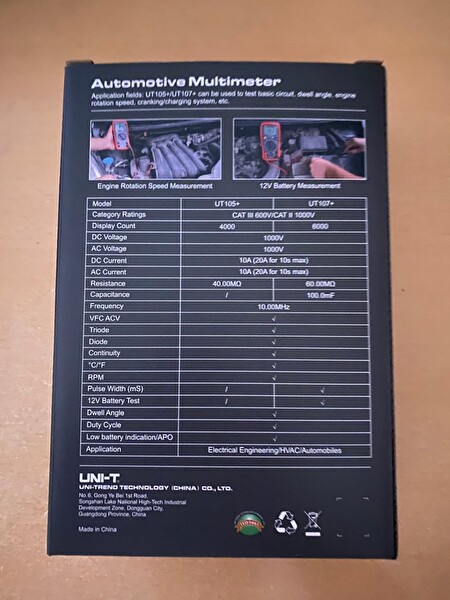 Automotive Multimeter
Application fields: UT105+/UT107+ can be used to test basic circuit, dwell angle, engine
rotation speed, cranking/charging system, etc.
Engine Rotation Speed Measurement 12V Battery Measurement
Model UT105+ UT107+
Category Ratings CAT III 600V/CAT II 1000V
Display Count 4000 6000
DC Voltage 1000V
AC Voltage 1000V
DC Current 10A (20A for 10s max)
AC Current 10A (20A for 10s max)
Resistance 40.00MΩ 60.00MΩ
Capacitance / 100.0mF
Frequency 10.00MHz
VFC ACV √
Triode √
Diode √
Continuity √
°C/°F √
RPM √
Pulse Width (mS) / √
12V Battery Test / √
Dwell Angle √
Duty Cycle √
Low battery indication/APO √
Application Electrical Engineering/HVAC/Automobiles
UNI-T
UNI-TREND TECHNOLOGY (CHINA) CO., LTD.
No.6, Gong Ye Bei 1st Road,
Songshan Lake National High-Tech Industrial
Development Zone, Dongguan City,
Guangdong Province, China
Made in China